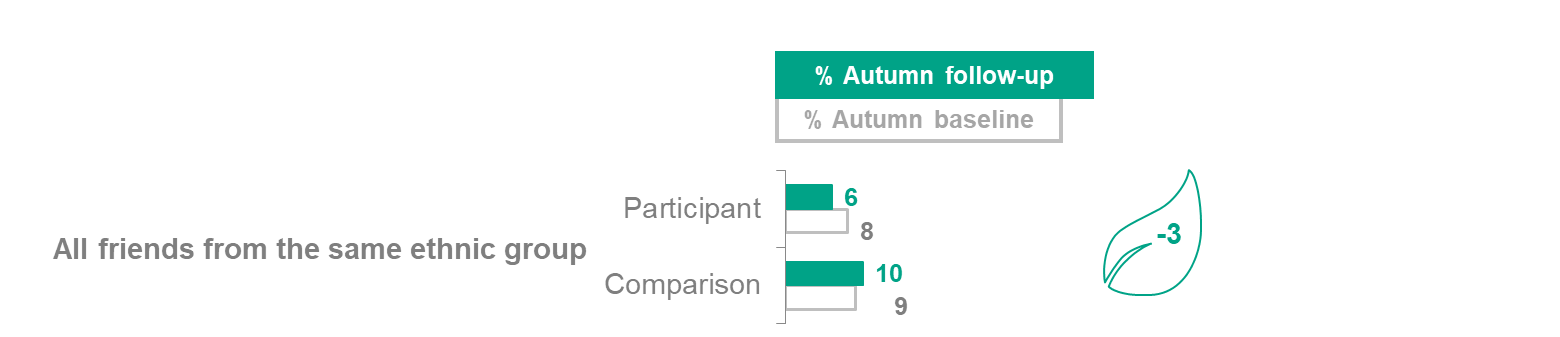 % Autumn follow-up
% Autumn baseline
Participant
6
8
All friends from the same ethnic group
Comparison
10
9
-3